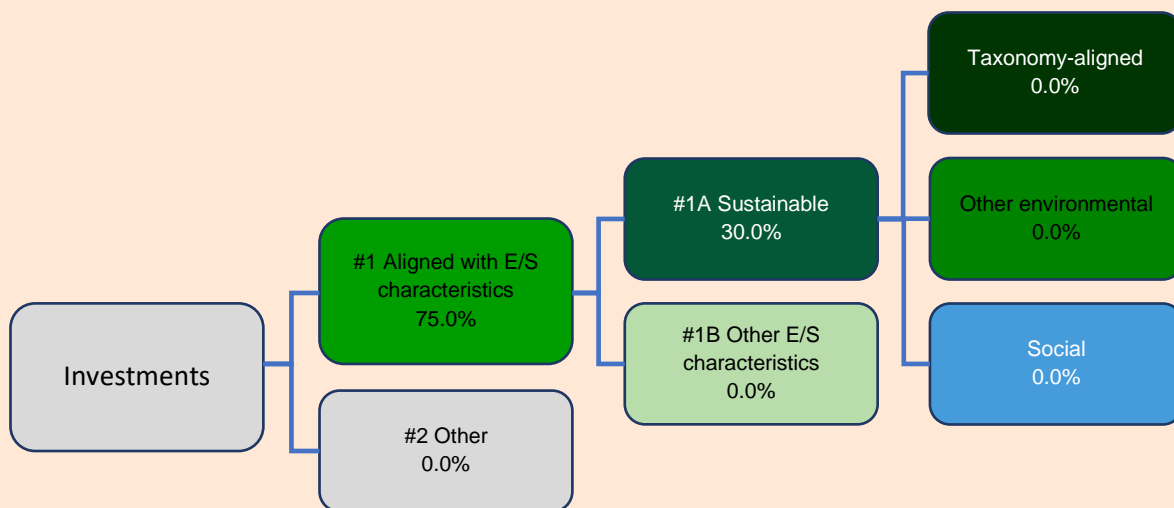 Investments
#1 Aligned with E/S
characteristics
75.0%
#2 Other
0.0%
#1A Sustainable
30.0%
#1B Other E/S
characteristics
0.0%
Taxonomy-aligned
0.0%
Other environmental
0.0%
Social
0.0%